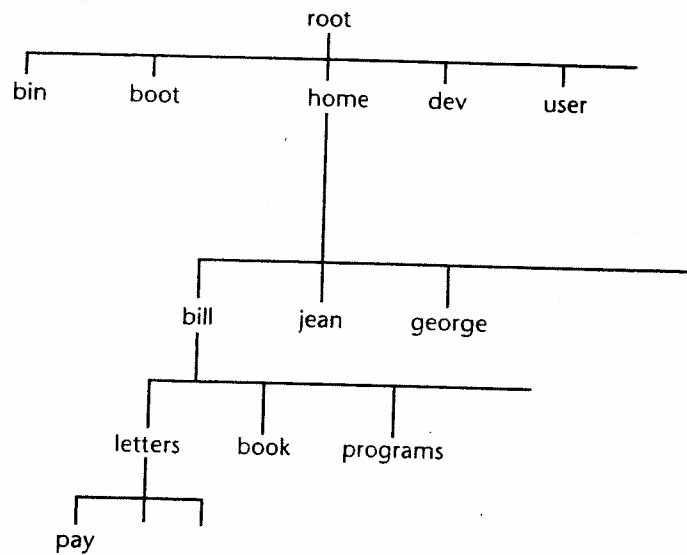 root
bin boot home dev user
bill jean george
letters book programs
pay